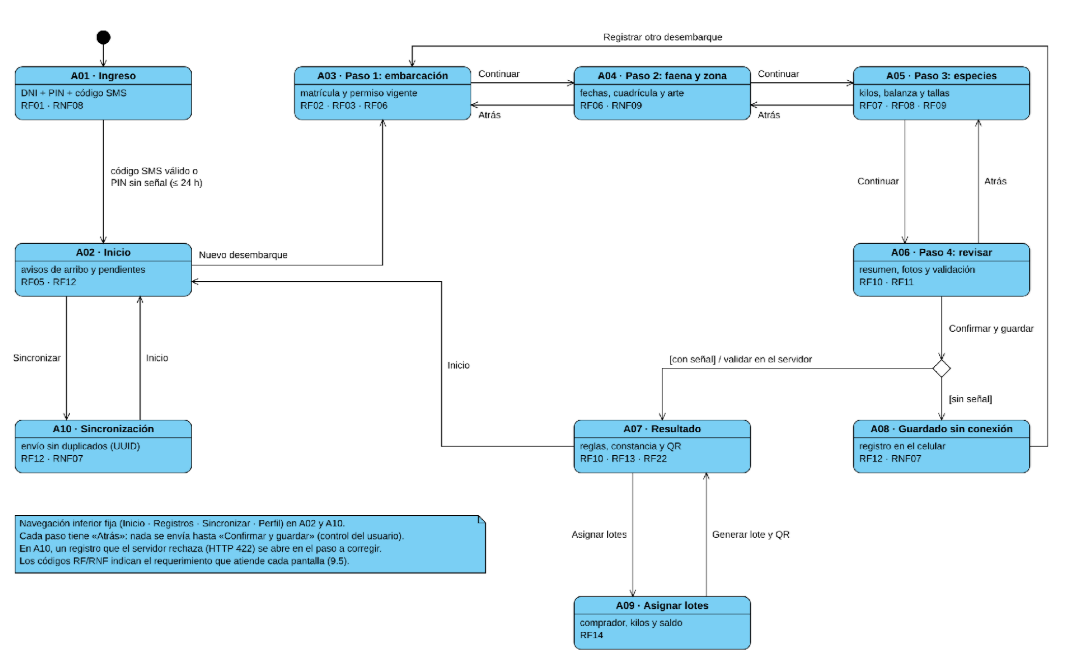 Registrar otro desembarque
A01 · Ingreso
DNI + PIN + código SMS
RF01 · RNF08
A03 · Paso 1: embarcación
matrícula y permiso vigente
RF02 · RF03 · RF06
Continuar
Atrás
A04 · Paso 2: faena y zona
fechas, cuadrícula y arte
RF06 · RNF09
Continuar
Atrás
A05 · Paso 3: especies
kilos, balanza y tallas
RF07 · RF08 · RF09
código SMS válido o
PIN sin señal (≤ 24 h)
Continuar
Atrás
A02 · Inicio
avisos de arribo y pendientes
RF05 · RF12
Nuevo desembarque
A06 · Paso 4: revisar
resumen, fotos y validación
RF10 · RF11
Confirmar y guardar
Sincronizar
Inicio
Inicio
[con señal] / validar en el servidor
[sin señal]
A10 · Sincronización
envío sin duplicados (UUID)
RF12 · RNF07
A07 · Resultado
reglas, constancia y QR
RF10 · RF13 · RF22
A08 · Guardado sin conexión
registro en el celular
RF12 · RNF07
Navegación inferior fija (Inicio · Registros · Sincronizar · Perfil) en A02 y A10.
Cada paso tiene «Atrás»: nada se envía hasta «Confirmar y guardar» (control del usuario).
En A10, un registro que el servidor rechaza (HTTP 422) se abre en el paso a corregir.
Los códigos RF/RNF indican el requerimiento que atiende cada pantalla (9.5).
Asignar lotes
Generar lote y QR
A09 · Asignar lotes
comprador, kilos y saldo
RF14